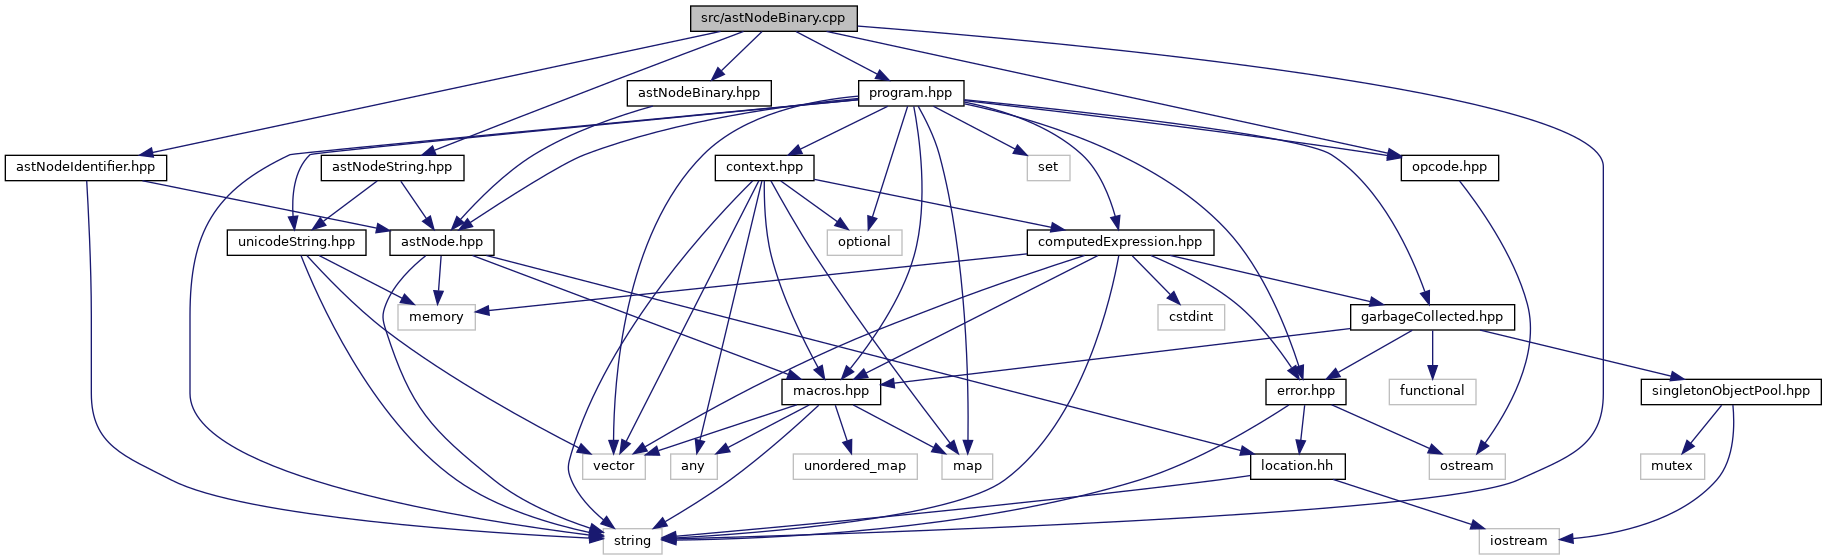 src/astNodeBinary.cpp
astNodeBinary.hpp
program.hpp
astNodeIdentifier.hpp
astNodeString.hpp
context.hpp
set
opcode.hpp
unicodeString.hpp
astNode.hpp
optional
computedExpression.hpp
memory
cstdint
garbageCollected.hpp
macros.hpp
error.hpp
functional
singletonObjectPool.hpp
vector
any
unordered_map
map
location.hh
ostream
mutex
string
iostream